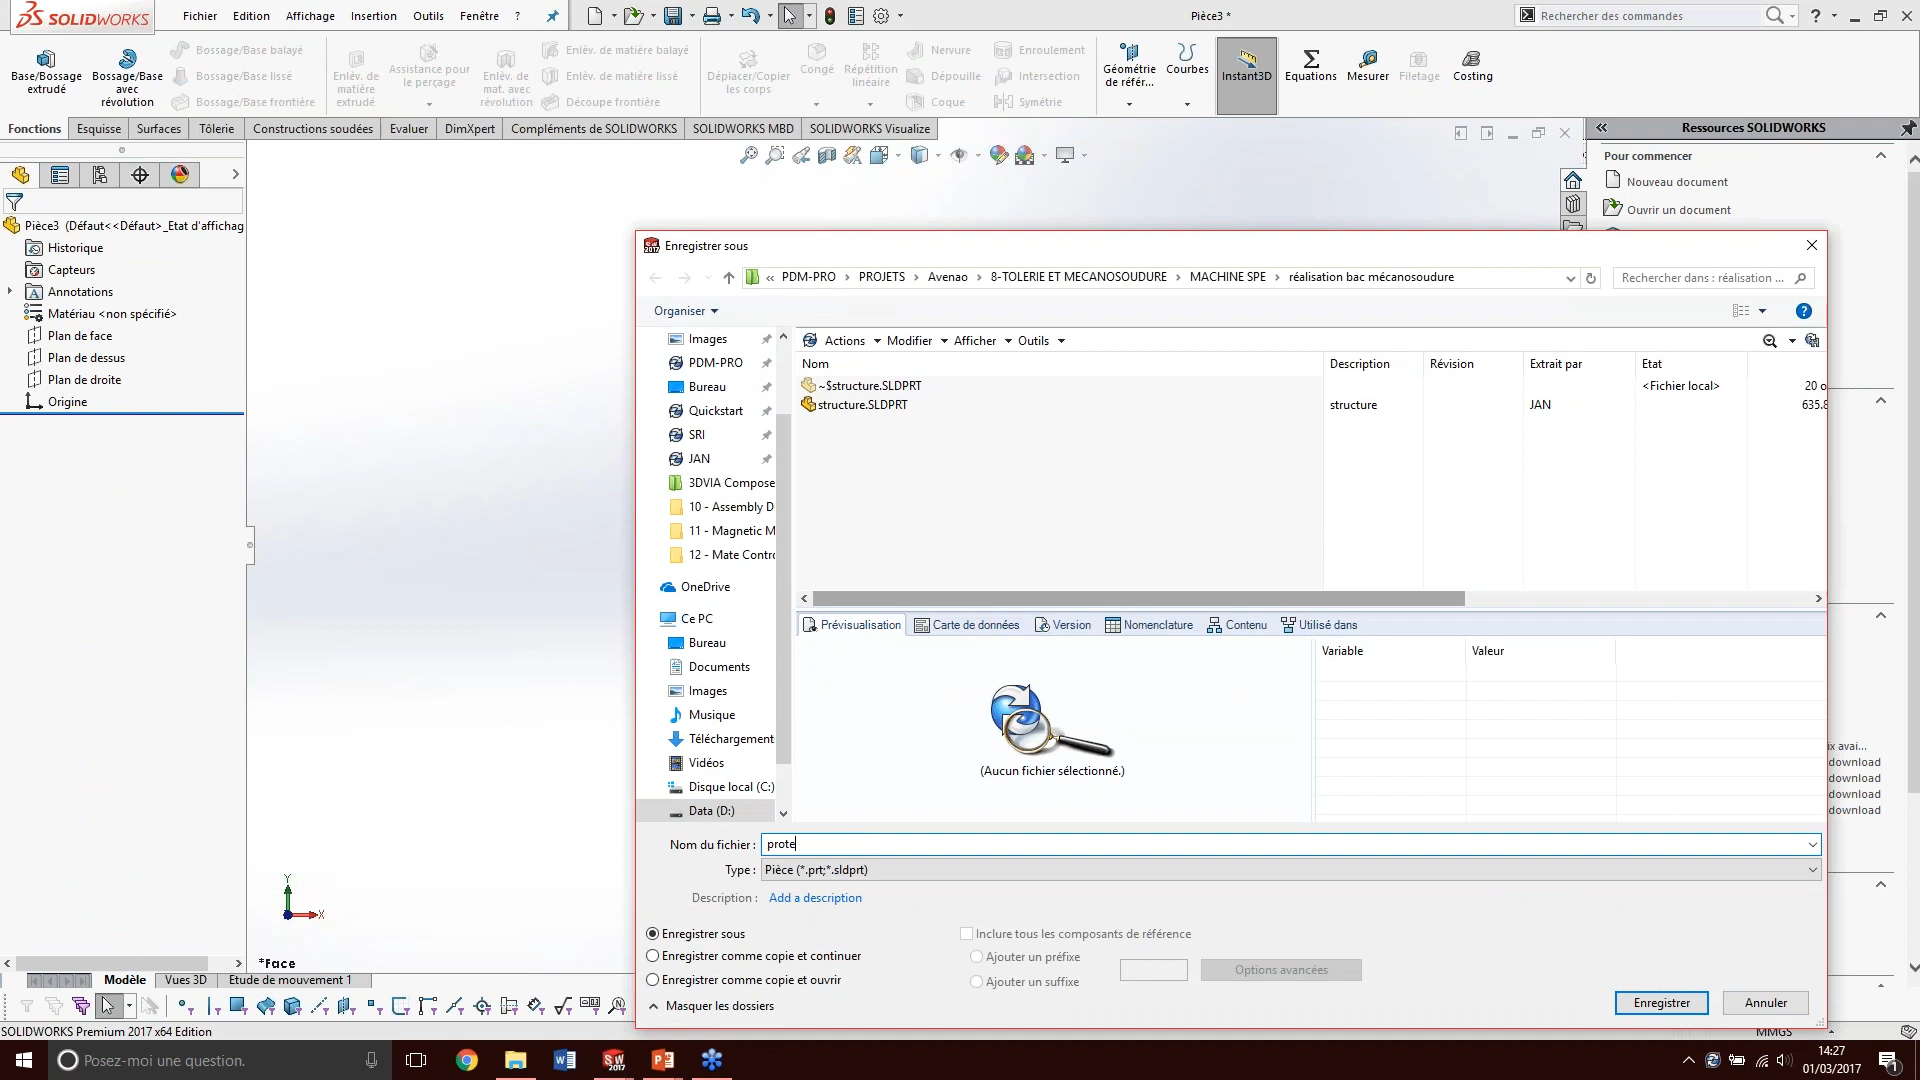 SOLIDWORKS
Fichier Edition Affichage Insertion Outils Fenêtre ?
Pièce3 *
Rechercher des commandes
Base/Bossage extrudé
Bossage/Base avec révolution
Bossage/Base balayé
Bossage/Base lissé
Bossage/Base frontière
Enlèv. de matière extrudé
Assistance pour le perçage
Enlèv. de mat. avec révolution
Enlèv. de matière balayé
Enlèv. de matière lissé
Découpe frontière
Déplacer/Copier les corps
Congé
Répétition linéaire
Nervure
Dépouille
Coque
Enroulement
Intersection
Symétrie
Géométrie de référ...
Courbes
Instant3D
Equations
Mesurer
Filetage
Costing
Fonctions Esquisse Surfaces Tôlerie Constructions soudées Evaluer DimXpert Compléments de SOLIDWORKS SOLIDWORKS MBD SOLIDWORKS Visualize
Ressources SOLIDWORKS
Pour commencer
Nouveau document
Ouvrir un document
Pièce3 (Défaut<<Défaut>_Etat d'affichag
Historique
Capteurs
Annotations
Matériau <non spécifié>
Plan de face
Plan de dessus
Plan de droite
Origine
Enregistrer sous
« PDM-PRO > PROJETS > Avenao > 8-TOLERIE ET MECANOSOUDURE > MACHINE SPE > réalisation bac mécanosoudure
Rechercher dans : réalisation ...
Organiser
Images
PDM-PRO
Bureau
Quickstart
SRI
JAN
3DVIA Compose
10 - Assembly D
11 - Magnetic M
12 - Mate Contro
OneDrive
Ce PC
Bureau
Documents
Images
Musique
Téléchargement
Vidéos
Disque local (C:)
Data (D:)
Actions Modifier Afficher Outils
Nom Description Révision Extrait par Etat
~$structure.SLDPRT <Fichier local> 20 o
structure.SLDPRT structure JAN 635.8
Prévisualisation Carte de données Version Nomenclature Contenu Utilisé dans
Variable Valeur
(Aucun fichier sélectionné.)
ix avai...
download
download
download
download
Nom du fichier : prote
Type : Pièce (*.prt;*.sldprt)
Description : Add a description
Enregistrer sous
Enregistrer comme copie et continuer
Enregistrer comme copie et ouvrir
Inclure tous les composants de référence
Ajouter un préfixe
Ajouter un suffixe
Options avancées
Masquer les dossiers
Enregistrer Annuler
Y
X
*Face
Modèle Vues 3D Etude de mouvement 1
SOLIDWORKS Premium 2017 x64 Edition
MMGS
Posez-moi une question.
14:27
01/03/2017